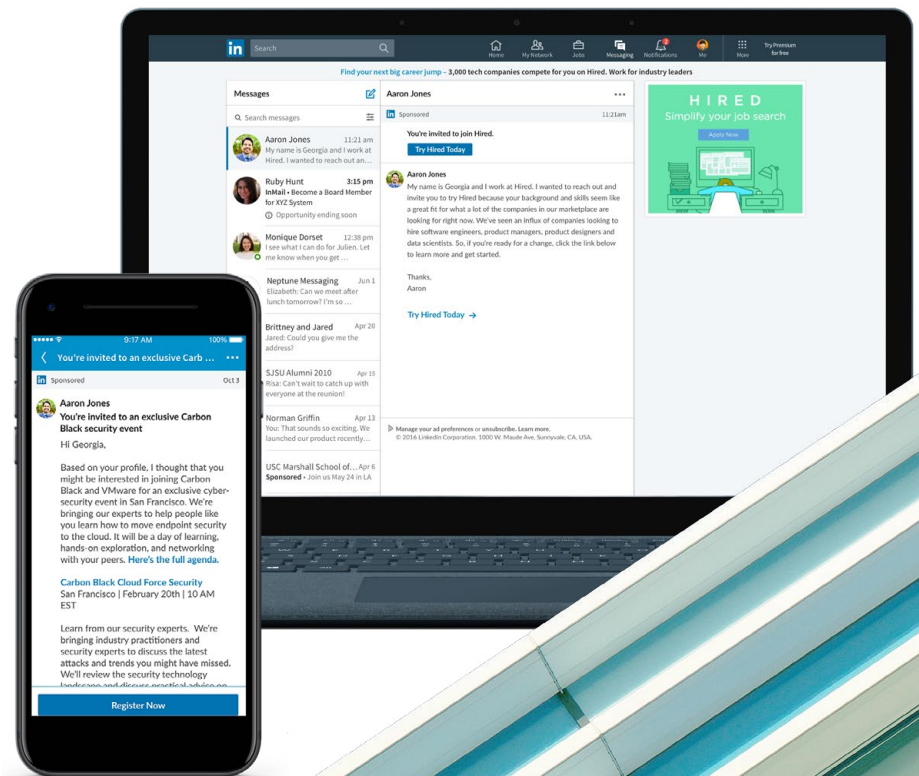 in
Search
Home
My Network
Jobs
Messaging
2
Notifications
Me
More
Try Premium
for free
Find your next big career jump – 3,000 tech companies compete for you on Hired. Work for industry leaders
Messages
Search messages
Aaron Jones 11:21 am
My name is Georgia and I work at
Hired. I wanted to reach out an…
Ruby Hunt 3:15 pm
InMail • Become a Board Member
for XYZ System
Opportunity ending soon
Monique Dorset 12:38 pm
I see what I can do for Julien. Let
me know when you get …
Neptune Messaging Jun 1
Elizabeth: Can we meet after
lunch tomorrow? I'm so …
Brittney and Jared Apr 20
Jared: Could you give me the
address?
SJSU Alumni 2010 Apr 15
Risa: Can't wait to catch up with
everyone at the reunion!
Norman Griffin Apr 13
You: That sounds so exciting. We
launched our product recently…
USC Marshall School of… Apr 6
Sponsored • Join us May 24 in LA
Aaron Jones
in Sponsored 11:21am
You're invited to join Hired.
Try Hired Today
Aaron Jones
My name is Georgia and I work at Hired. I wanted to reach out and
invite you to try Hired because your background and skills seem like
a great fit for what a lot of the companies in our marketplace are
looking for right now. We've seen an influx of companies looking to
hire software engineers, product managers, product designers and
data scientists. So, if you're ready for a change, click the link below
to learn more and get started.
Thanks,
Aaron
Try Hired Today →
Manage your ad preferences or unsubscribe. Learn more.
© 2016 LinkedIn Corporation. 1000 W. Maude Ave, Sunnyvale, CA, USA.
HIRED
Simplify your job search
Apply Now
9:17 AM 100%
You're invited to an exclusive Carb …
in Sponsored Oct 3
Aaron Jones
You're invited to an exclusive Carbon
Black security event
Hi Georgia,
Based on your profile, I thought that you
might be interested in joining Carbon
Black and VMware for an exclusive cyber-
security event in San Francisco. We're
bringing our experts to help people like
you learn how to move endpoint security
to the cloud. It will be a day of learning,
hands-on exploration, and networking
with your peers. Here's the full agenda.
Carbon Black Cloud Force Security
San Francisco | February 20th | 10 AM
EST
Learn from our security experts. We're
bringing industry practitioners and
security experts to discuss the latest
attacks and trends you might have missed.
We'll review the security technology
landscape and discuss practical advice on
Register Now